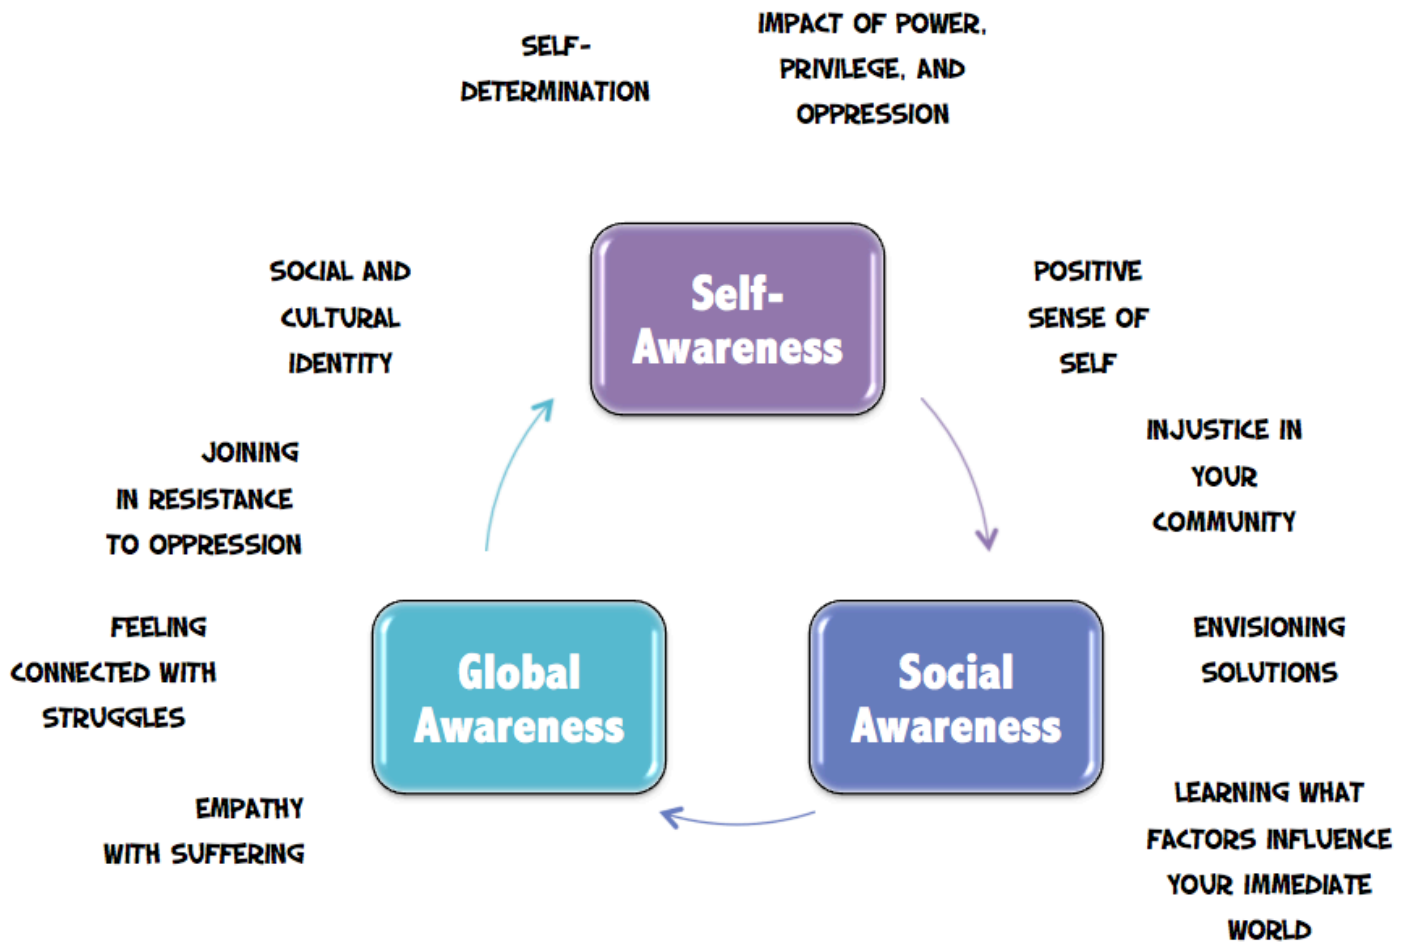 SELF-
DETERMINATION
IMPACT OF POWER,
PRIVILEGE, AND
OPPRESSION
SOCIAL AND
CULTURAL
IDENTITY
Self-
Awareness
POSITIVE
SENSE OF
SELF
INJUSTICE IN
YOUR
COMMUNITY
JOINING
IN RESISTANCE
TO OPPRESSION
FEELING
CONNECTED WITH
STRUGGLES
Global
Awareness
Social
Awareness
ENVISIONING
SOLUTIONS
EMPATHY
WITH SUFFERING
LEARNING WHAT
FACTORS INFLUENCE
YOUR IMMEDIATE
WORLD